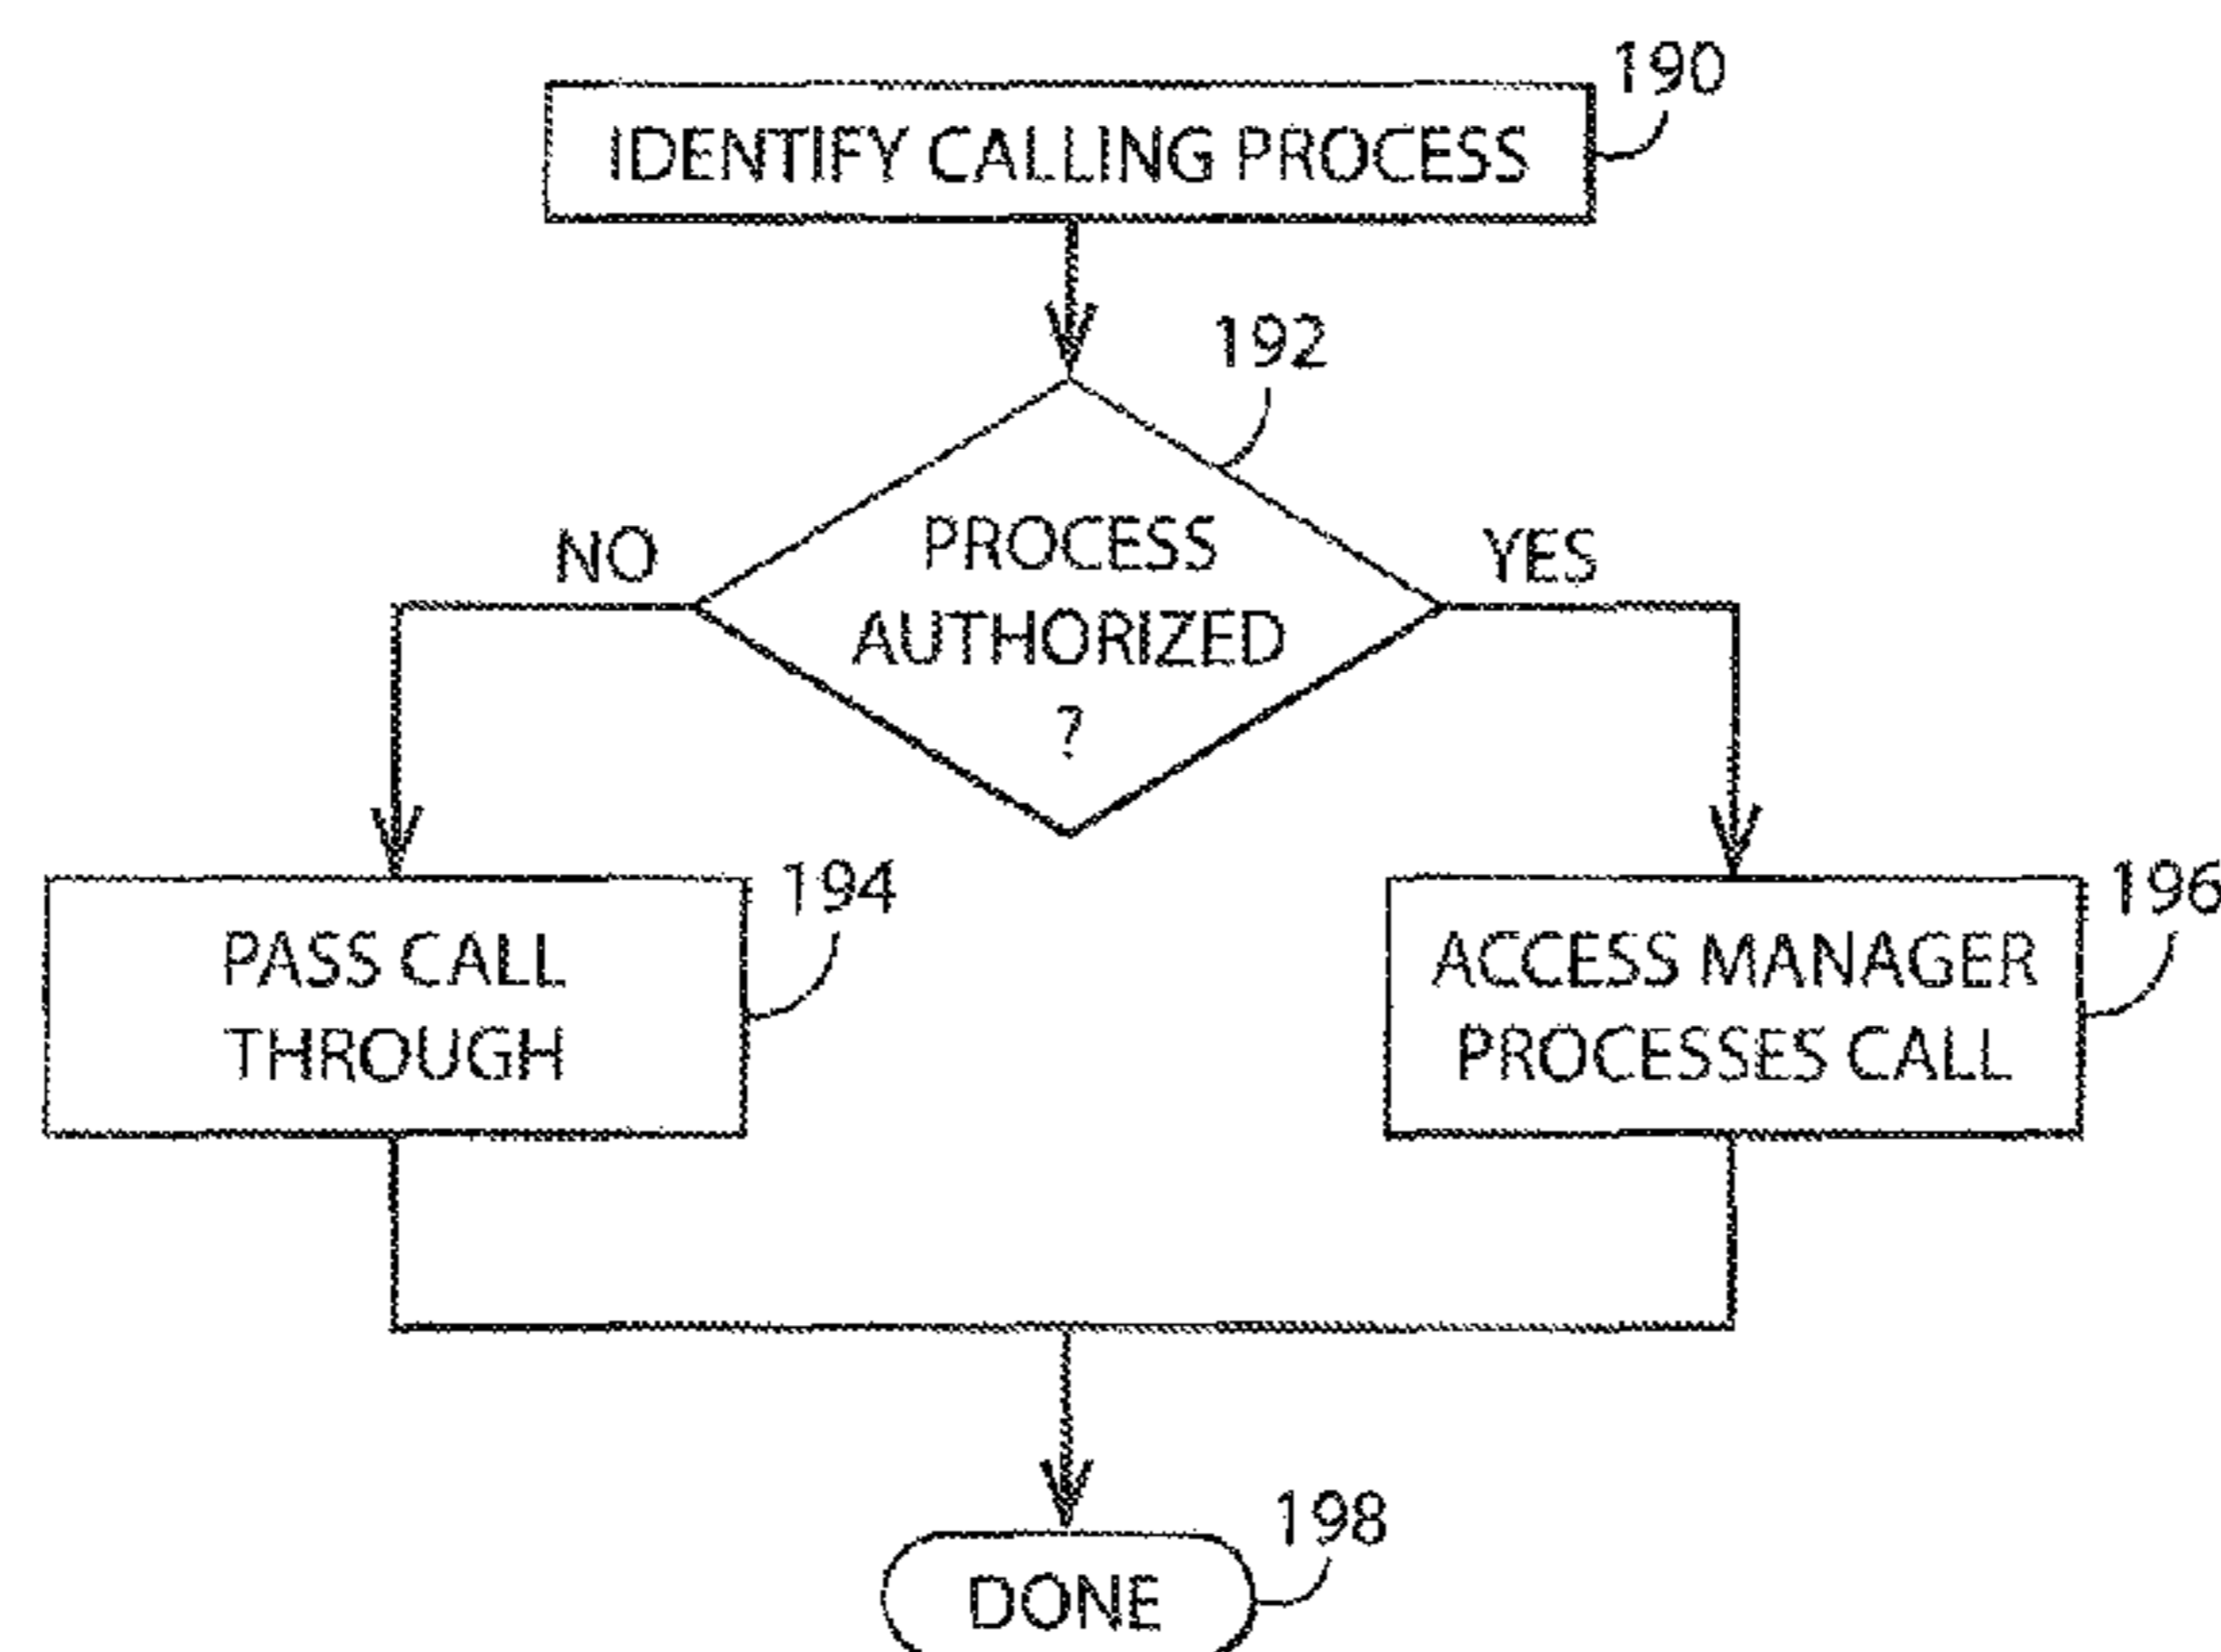 190
IDENTIFY CALLING PROCESS
192
NO
PROCESS
AUTHORIZED
?
YES
194
PASS CALL
THROUGH
196
ACCESS MANAGER
PROCESSES CALL
198
DONE